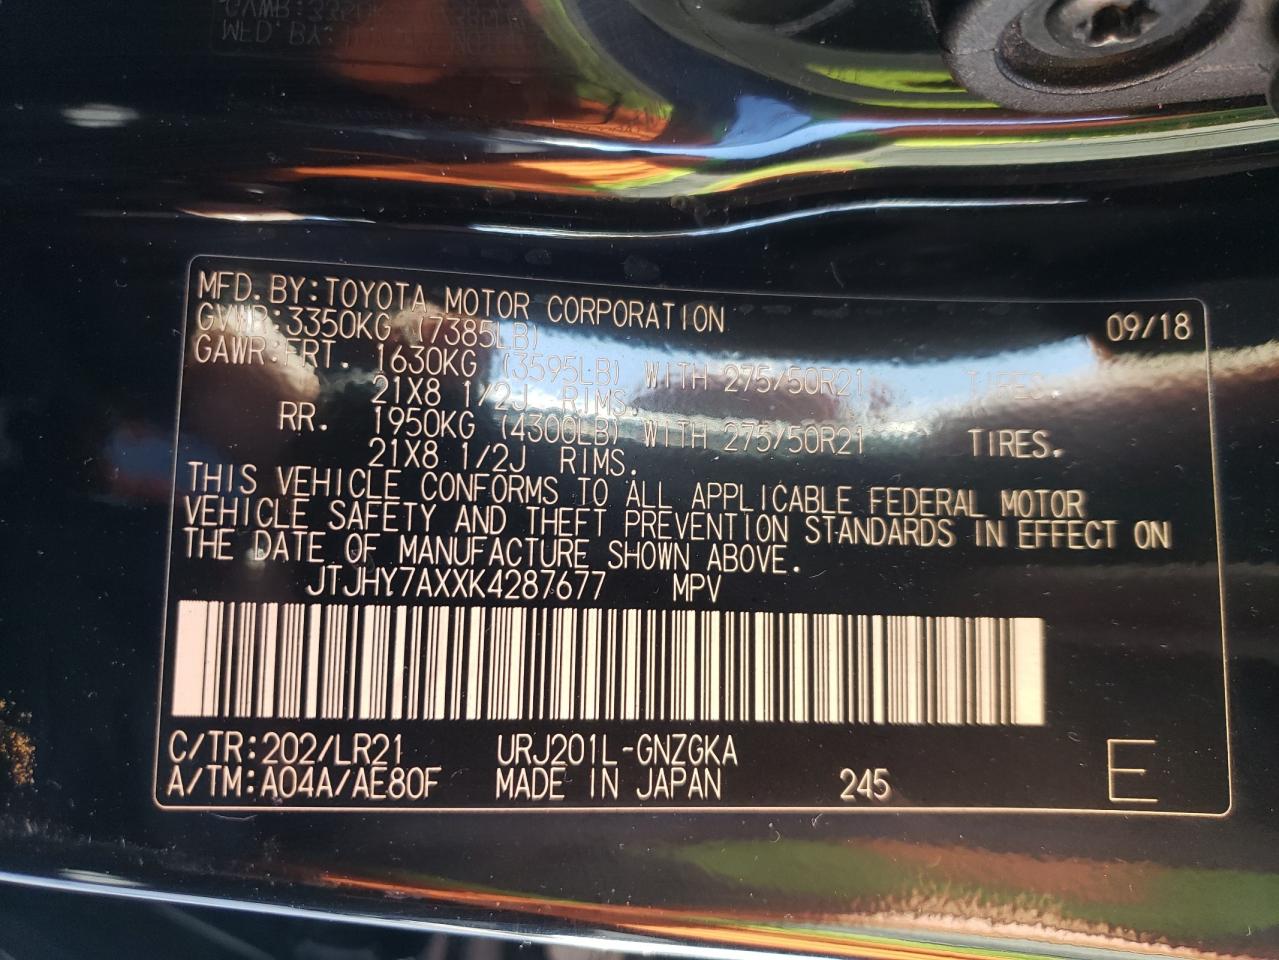 MFD.BY:TOYOTA MOTOR CORPORATION 09/18
GVWR:3350KG (7385LB)
GAWR:FRT. 1630KG (3595LB) WITH 275/50R21 TIRES.
21X8 1/2J RIMS.
RR. 1950KG (4300LB) WITH 275/50R21 TIRES.
21X8 1/2J RIMS.
THIS VEHICLE CONFORMS TO ALL APPLICABLE FEDERAL MOTOR
VEHICLE SAFETY AND THEFT PREVENTION STANDARDS IN EFFECT ON
THE DATE OF MANUFACTURE SHOWN ABOVE.
JTJHY7AXXK4287677 MPV
C/TR:202/LR21 URJ201L-GNZGKA
A/TM:A04A/AE80F MADE IN JAPAN 245 E